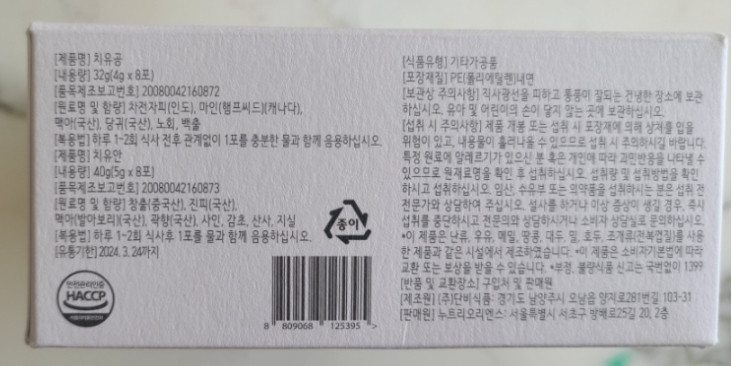 [제품명] 치유공
[내용량] 32g(4g x 8포)
[품목제조보고번호] 20080042160872
[원료명 및 함량] 차전자피(인도), 마인(햄프씨드)(캐나다),
맥아(국산), 당귀(국산), 노회, 백출
[복용법] 하루 1-2회 식사 전후 관계없이 1포를 충분한 물과 함께 음용하십시오.
[제품명] 치유안
[내용량] 40g(5g x 8포)
[품목제조보고번호] 20080042160873
[원료명 및 함량] 창출(중국산), 진피(국산),
맥아(발아보리)(국산), 곽향(국산), 사인, 감초, 산사, 지실
[복용법] 하루 1-2회 식사후 1포를 물과 함께 음용하십시오.
[유통기한] 2024. 3. 24까지
안전관리인증
HACCP
종이
8 809068 125395 >
[식품유형] 기타가공품
[포장재질] PE(폴리에틸렌)내면
[보관상 주의사항] 직사광선을 피하고 통풍이 잘되는 건냉한 장소에 보관
하십시오. 유아 및 어린이의 손이 닿지 않는 곳에 보관하십시오.
[섭취 시 주의사항] 제품 개봉 또는 섭취 시 포장재에 의해 상처를 입을
위험이 있고, 내용물이 흘러나올 수 있으므로 섭취 시 주의하시길 바랍니다.
특정 원료에 알레르기가 있으신 분 혹은 개인에 따라 과민반응을 나타낼 수
있으므로 원재료명을 확인 후 섭취하십시오. 섭취량 및 섭취방법을 확인
하시고 섭취하십시오. 임산, 수유부 또는 의약품을 섭취하시는 분은 섭취 전
전문가와 상담하여 주십시오. 설사를 하거나 이상 증상이 생길 경우, 즉시
섭취를 중단하시고 전문의와 상담하시거나 소비자 상담실로 문의하십시오.
•이 제품은 난류, 우유, 메밀, 땅콩, 대두, 밀, 호두, 조개류(전복껍질)를 사용
한 제품과 같은 시설에서 제조하였습니다. •이 제품은 소비자기본법에 따라
교환 또는 보상을 받을 수 있습니다. •부정, 불량식품 신고는 국번없이 1399
[반품 및 교환장소] 구입처 및 판매원
[제조원] (주)단비식품: 경기도 남양주시 오남읍 양지로281번길 103-31
[판매원] 누트리오리엔스: 서울특별시 서초구 방배로25길 20, 2층